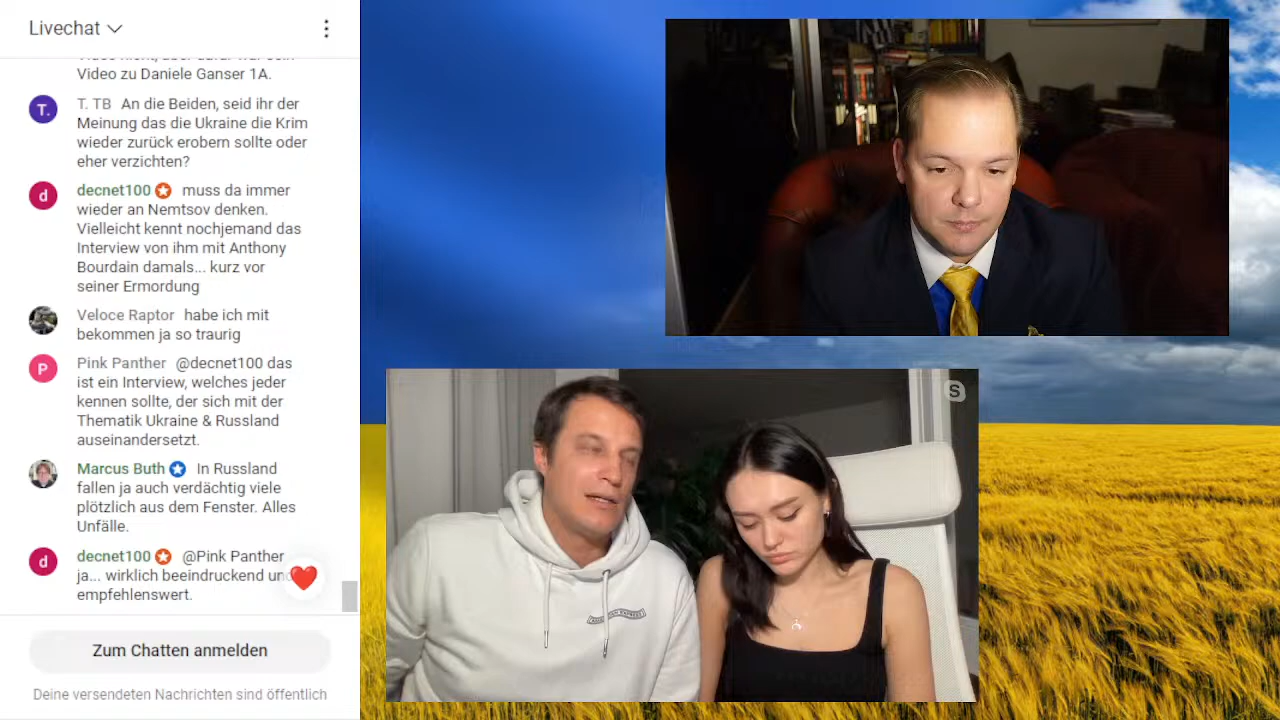 Livechat
Video zu Daniele Ganser 1A.
T. TB An die Beiden, seid ihr der
Meinung das die Ukraine die Krim
wieder zurück erobern sollte oder
eher verzichten?
decnet100 muss da immer
wieder an Nemtsov denken.
Vielleicht kennt nochjemand das
Interview von ihm mit Anthony
Bourdain damals... kurz vor
seiner Ermordung
Veloce Raptor habe ich mit
bekommen ja so traurig
Pink Panther @decnet100 das
ist ein Interview, welches jeder
kennen sollte, der sich mit der
Thematik Ukraine & Russland
auseinandersetzt.
Marcus Buth In Russland
fallen ja auch verdächtig viele
plötzlich aus dem Fenster. Alles
Unfälle.
decnet100 @Pink Panther
ja... wirklich beeindruckend und
empfehlenswert.
Zum Chatten anmelden
Deine versendeten Nachrichten sind öffentlich
T.
d
P
d
S